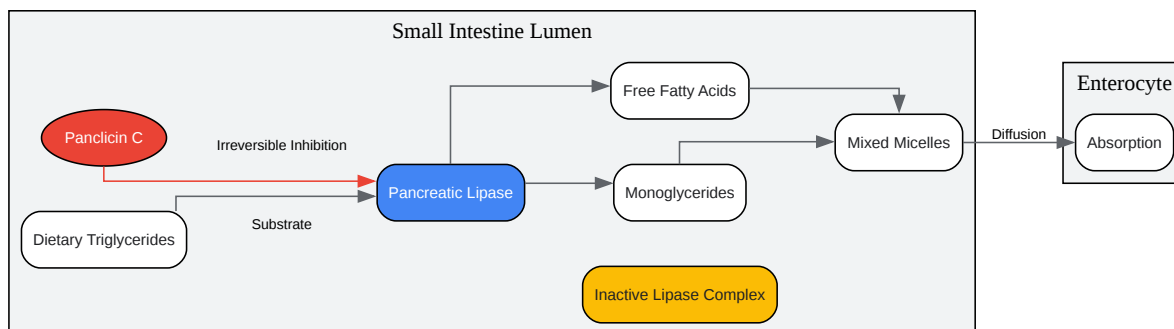 Small Intestine Lumen
Enterocyte
Free Fatty Acids
Panclicin C
Irreversible Inhibition
Mixed Micelles
Diffusion
Absorption
Pancreatic Lipase
Monoglycerides
Substrate
Dietary Triglycerides
Inactive Lipase Complex